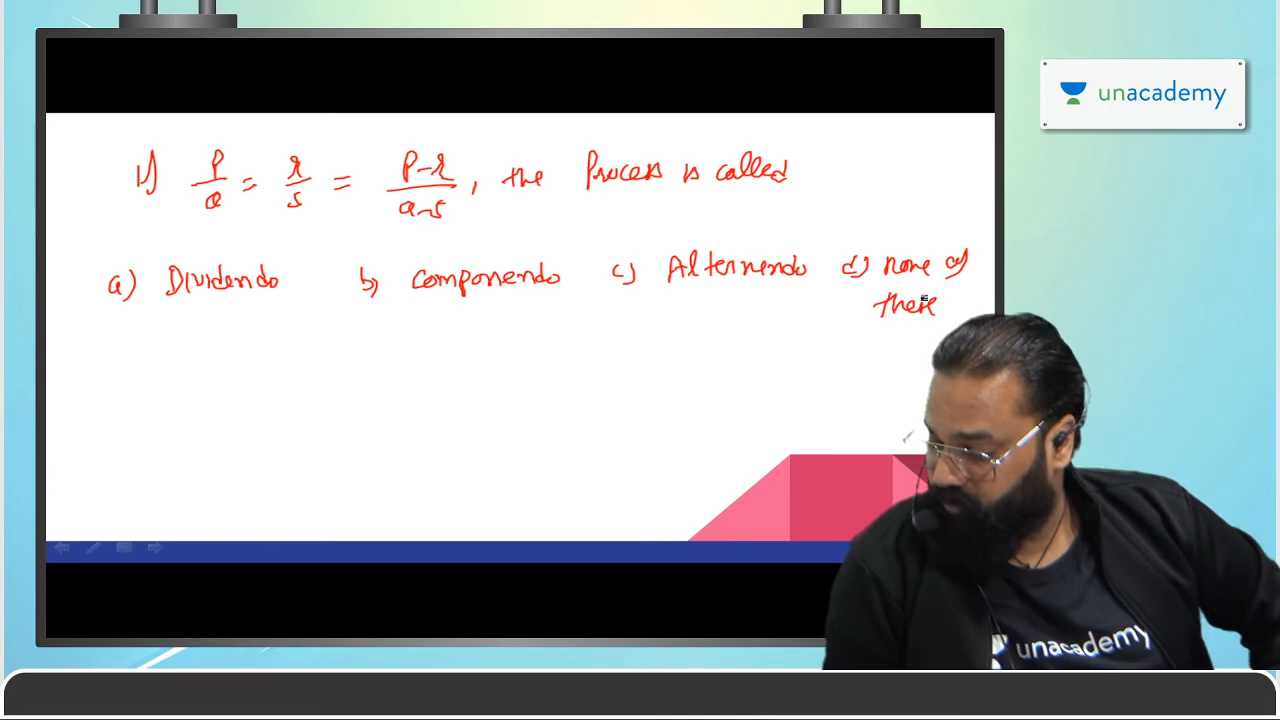 unacademy
1) P/Q = r/s = P-r/Q-s, the Process is called
a) Dividendo b) Componendo c) Alternendo d) none of
these
unacademy